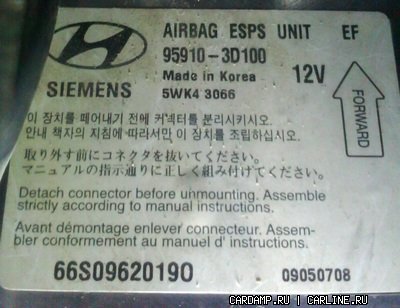 AIRBAG ESPS UNIT EF
95910-3D100
Made in Korea 12V
SIEMENS 5WK4 3066
FORWARD
이 장치를 떼어내기 전에 커넥터를 분리시키시오.
안내 책자의 지침에 따라서만 이 장치를 조립하십시오.
取り外す前にコネクタを抜いてください。
マニュアルの指示通りに正しく組み付けてください。
Detach connector before unmounting. Assemble
strictly according to manual instructions.
Avant démontage enlever connecteur. Assem-
bler conformement au manuel d' instructions.
66S0962019O 09050708
CARDAMP.RU | CARLINE.RU